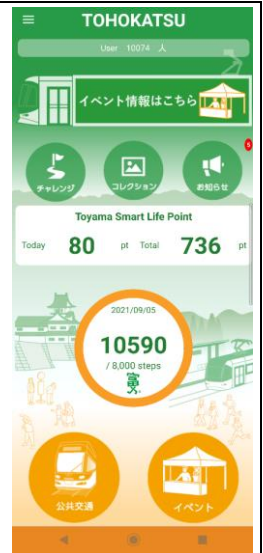 TOHOKATSU
User 10074 人
イベント情報はこちら
5
チャレンジ コレクション お知らせ
Toyama Smart Life Point
Today 80 pt Total 736 pt
2021/09/05
10590
/ 8,000 steps
公共交通 イベント